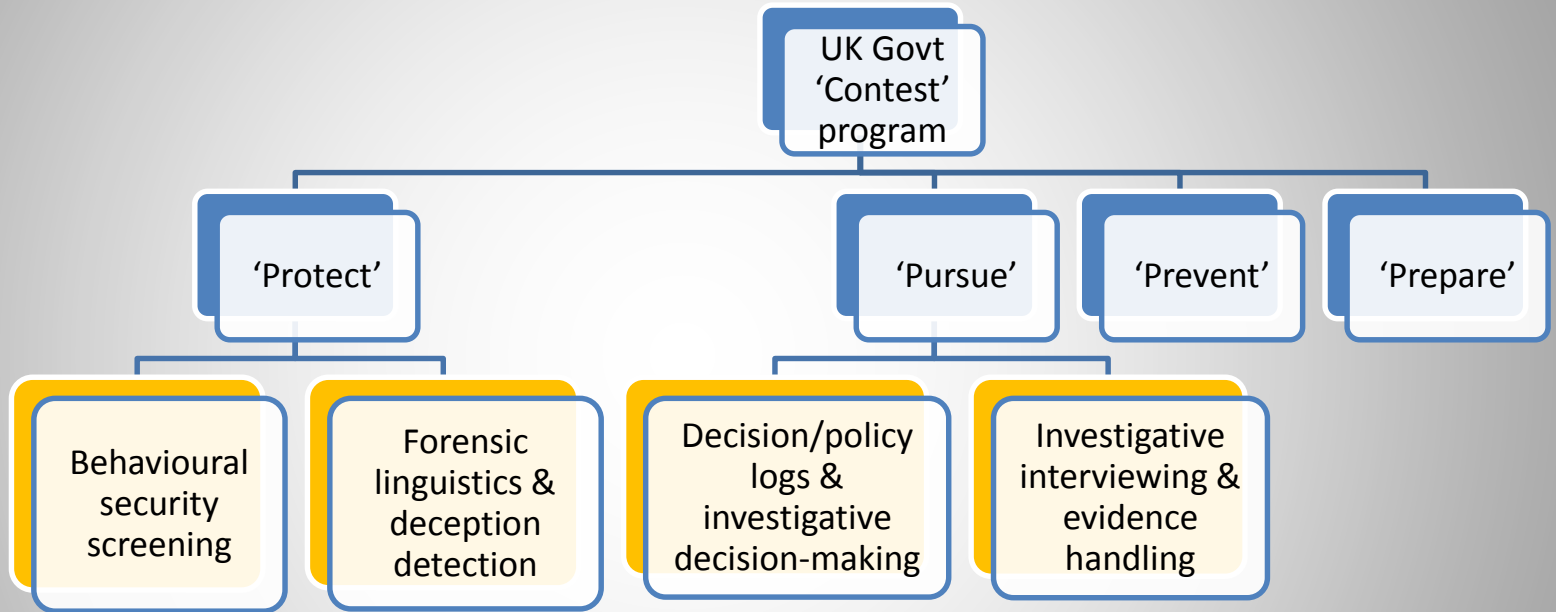 UK Govt
‘Contest’
program
‘Protect’
‘Pursue’
‘Prevent’
‘Prepare’
Behavioural
security
screening
Forensic
linguistics &
deception
detection
Decision/policy
logs &
investigative
decision-making
Investigative
interviewing &
evidence
handling